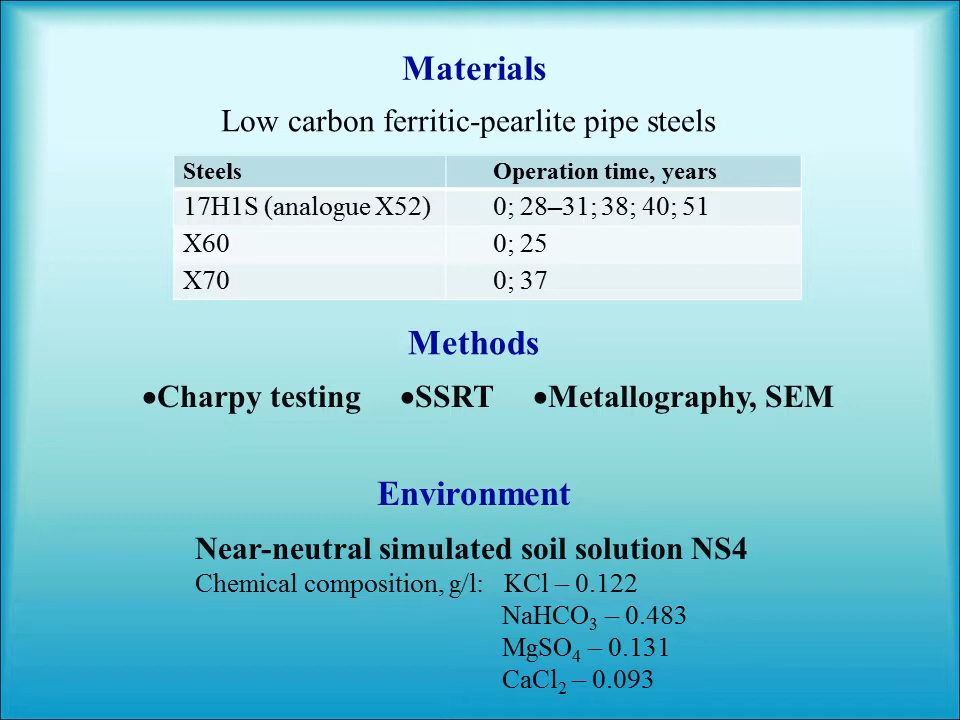 Materials
Low carbon ferritic-pearlite pipe steels
Steels Operation time, years
17H1S (analogue X52) 0; 28–31; 38; 40; 51
X60 0; 25
X70 0; 37
Methods
•Charpy testing •SSRT •Metallography, SEM
Environment
Near-neutral simulated soil solution NS4
Chemical composition, g/l: KCl – 0.122
NaHCO₃ – 0.483
MgSO₄ – 0.131
CaCl₂ – 0.093